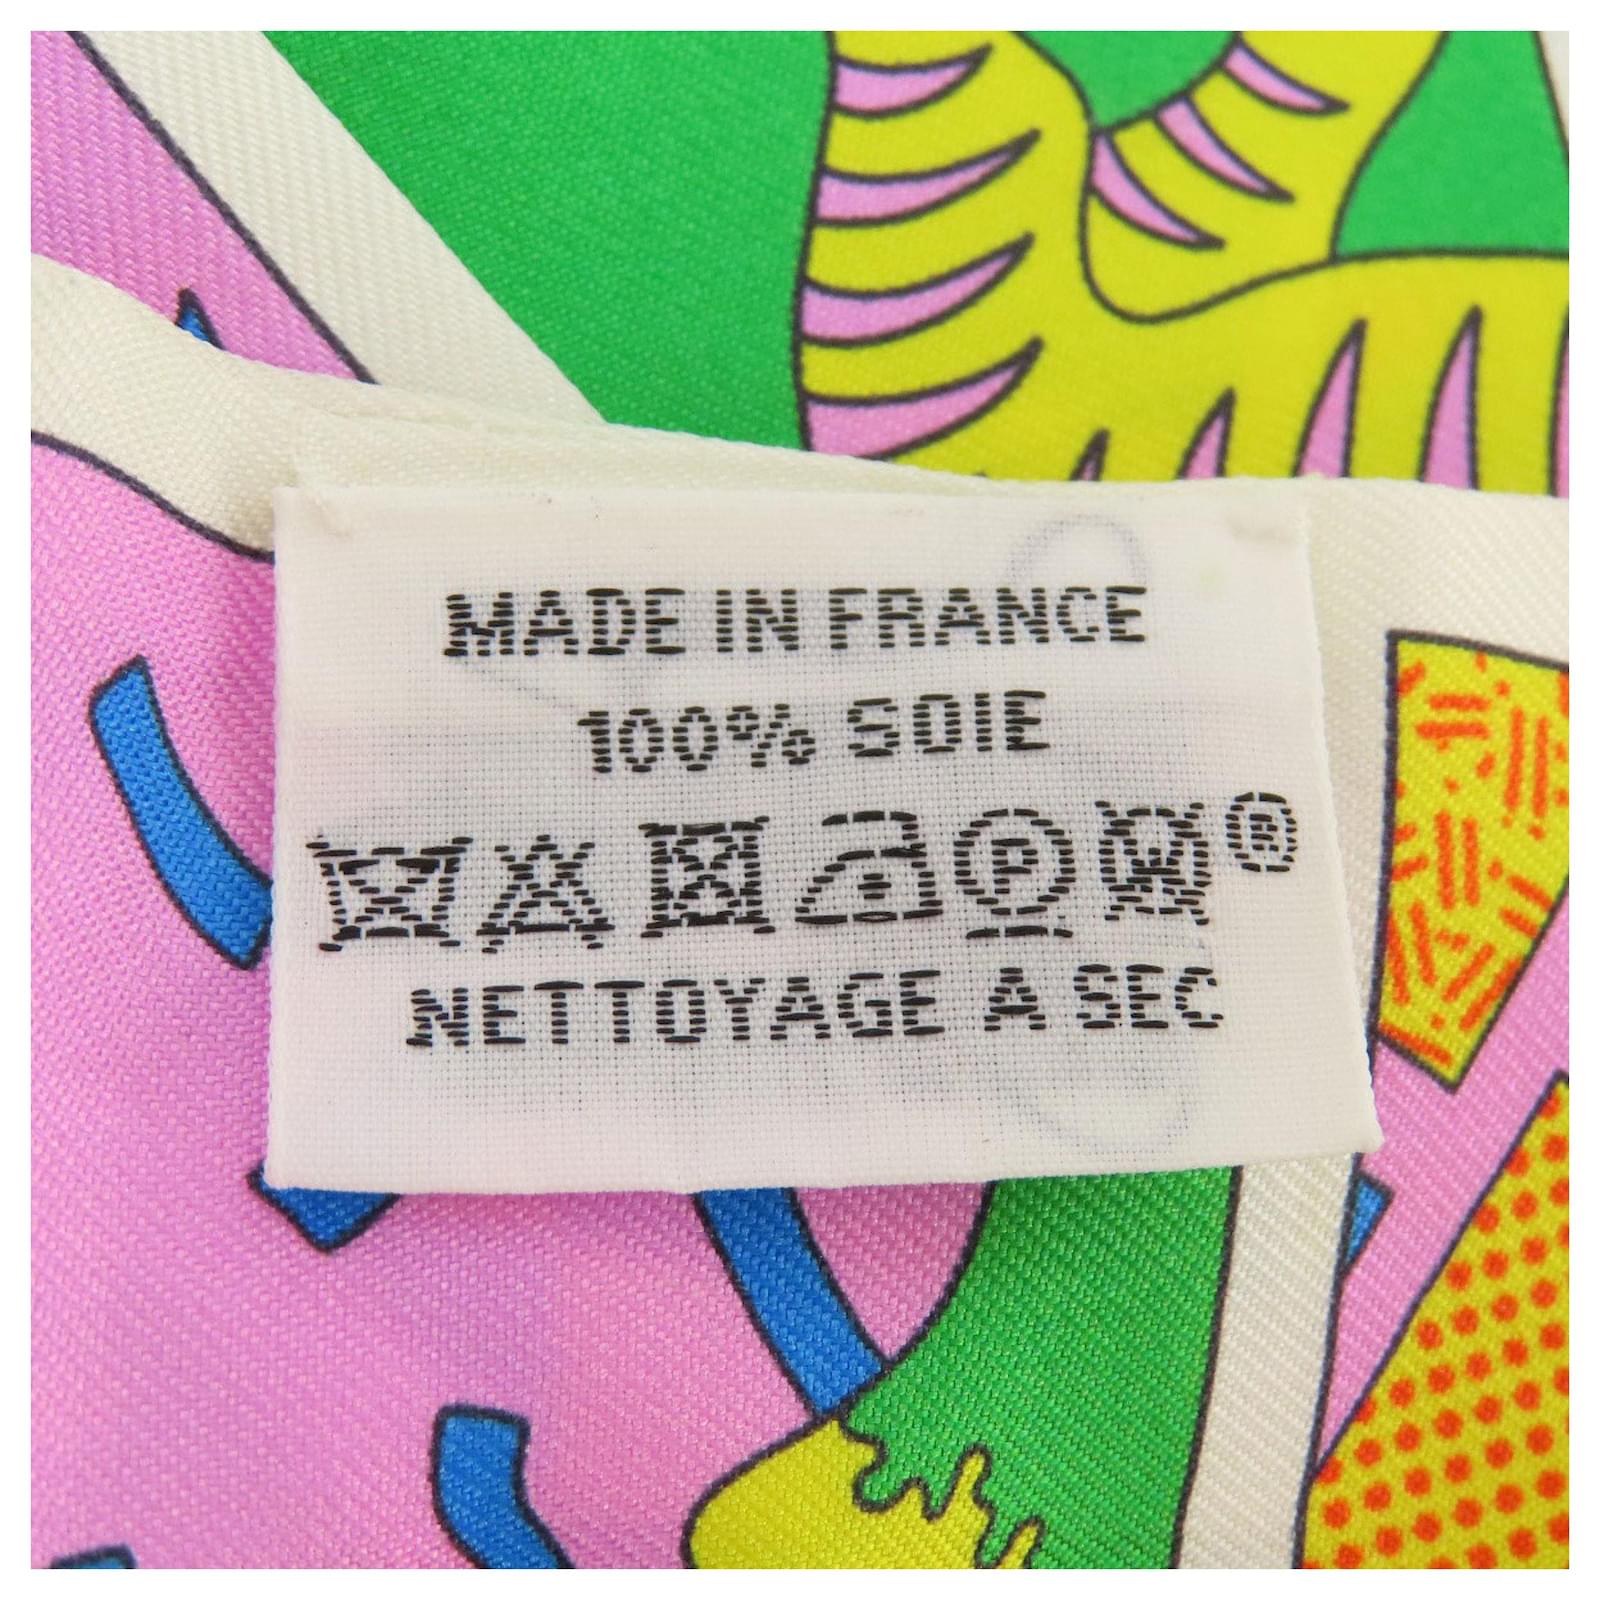 MADE IN FRANCE
100% SOIE
P W ®
NETTOYAGE A SEC